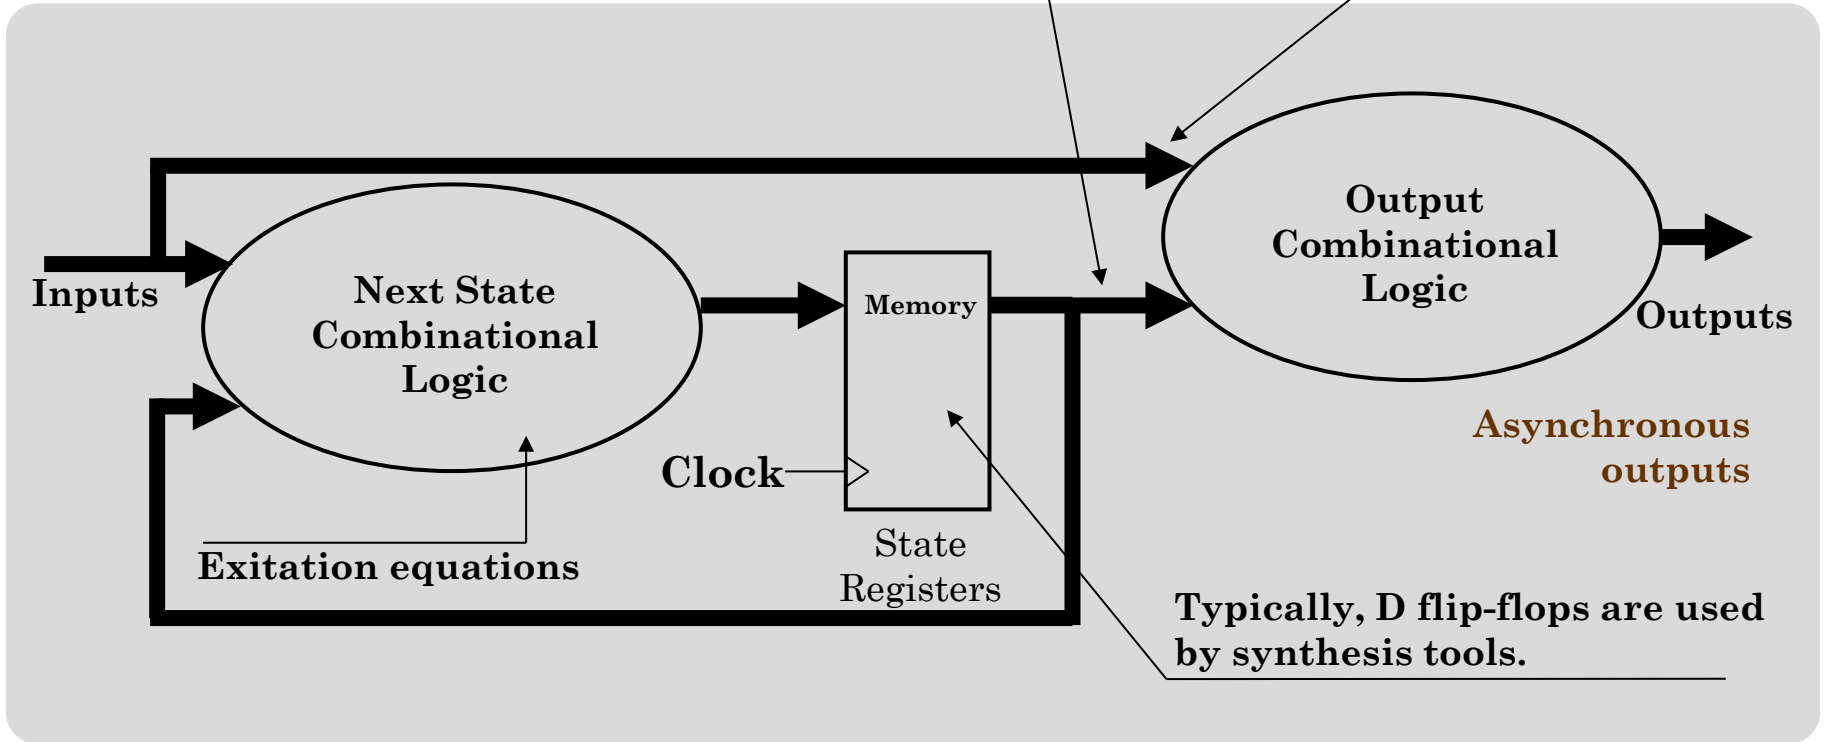 Output
Combinational
Logic
Inputs
Next State
Combinational
Logic
Memory
Outputs
Asynchronous
outputs
Clock
State
Registers
Exitation equations
Typically, D flip-flops are used
by synthesis tools.